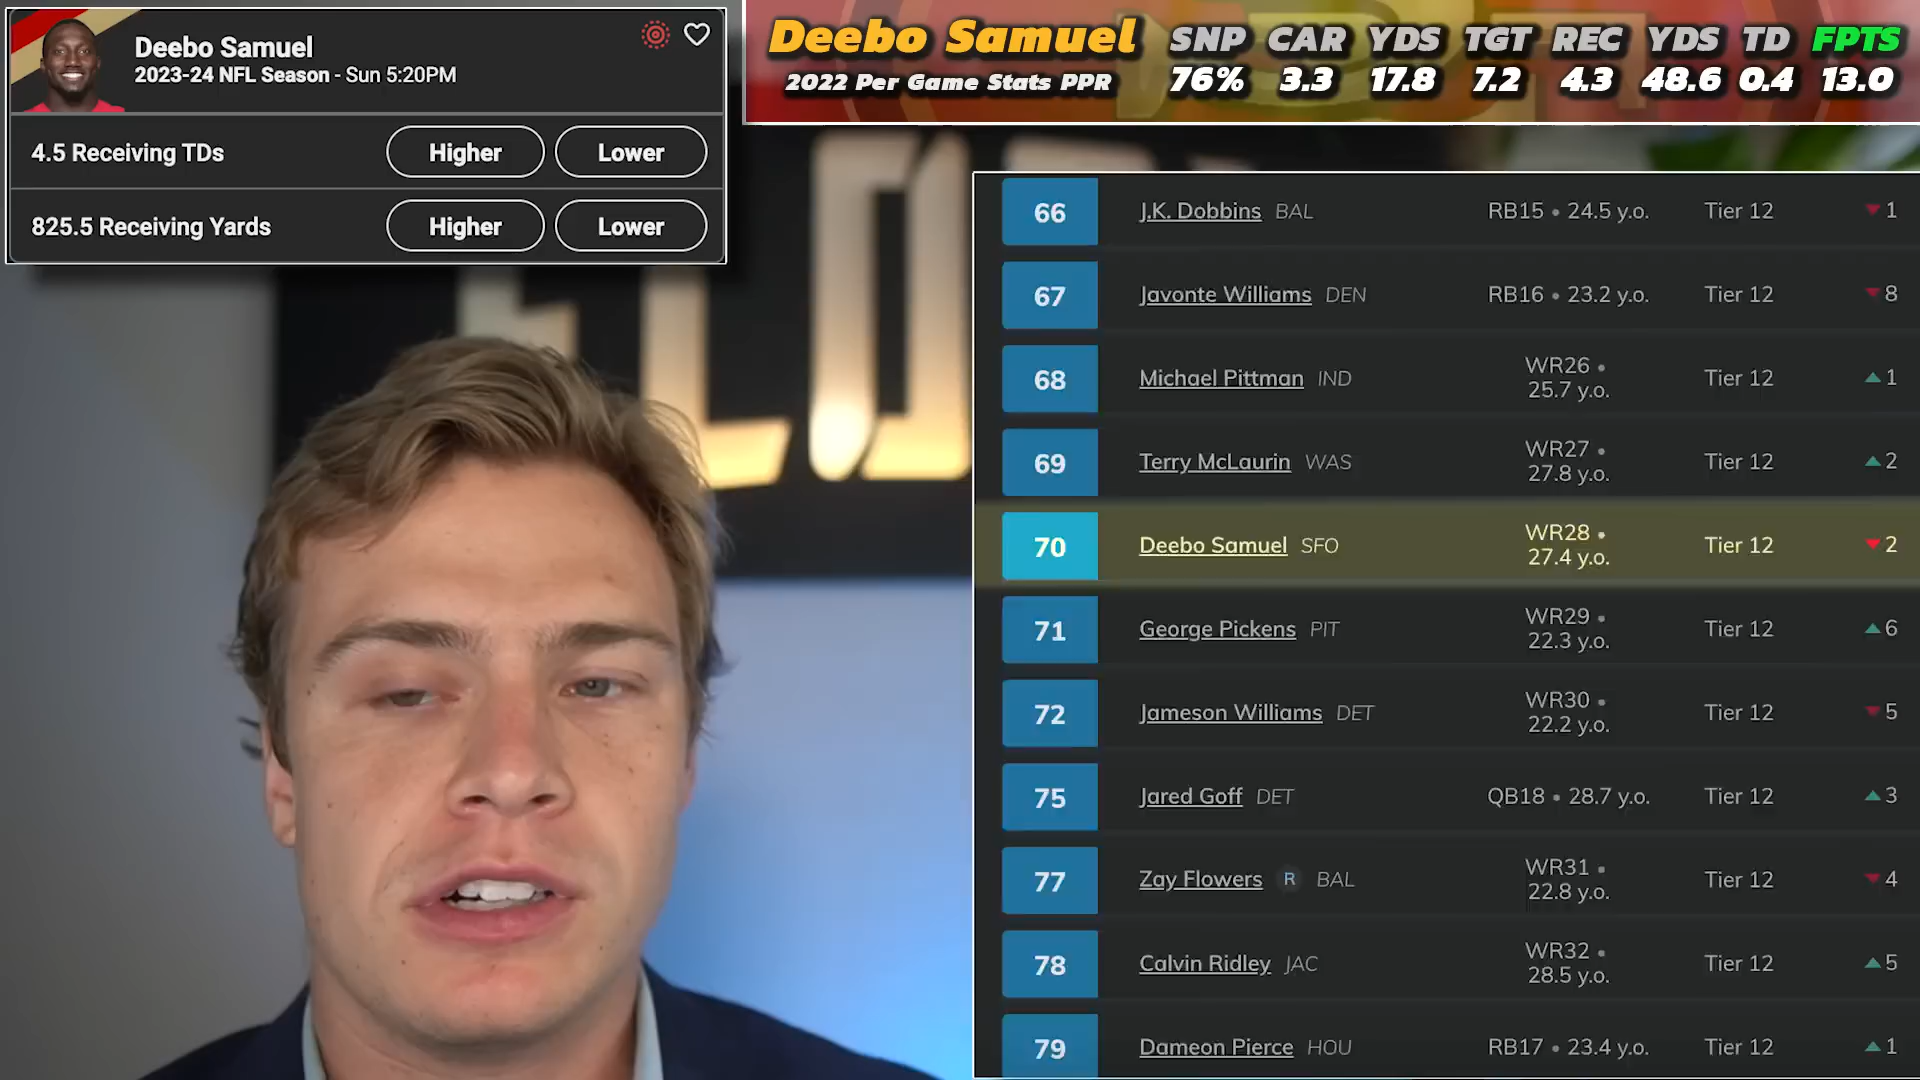 Deebo Samuel
2023-24 NFL Season - Sun 5:20PM
4.5 Receiving TDs Higher Lower
825.5 Receiving Yards Higher Lower
Deebo Samuel SNP CAR YDS TGT REC YDS TD FPTS
2022 Per Game Stats PPR 76% 3.3 17.8 7.2 4.3 48.6 0.4 13.0
66 J.K. Dobbins BAL RB15 • 24.5 y.o. Tier 12 1
67 Javonte Williams DEN RB16 • 23.2 y.o. Tier 12 8
68 Michael Pittman IND WR26 • 25.7 y.o. Tier 12 1
69 Terry McLaurin WAS WR27 • 27.8 y.o. Tier 12 2
70 Deebo Samuel SFO WR28 • 27.4 y.o. Tier 12 2
71 George Pickens PIT WR29 • 22.3 y.o. Tier 12 6
72 Jameson Williams DET WR30 • 22.2 y.o. Tier 12 5
75 Jared Goff DET QB18 • 28.7 y.o. Tier 12 3
77 Zay Flowers R BAL WR31 • 22.8 y.o. Tier 12 4
78 Calvin Ridley JAC WR32 • 28.5 y.o. Tier 12 5
79 Dameon Pierce HOU RB17 • 23.4 y.o. Tier 12 1